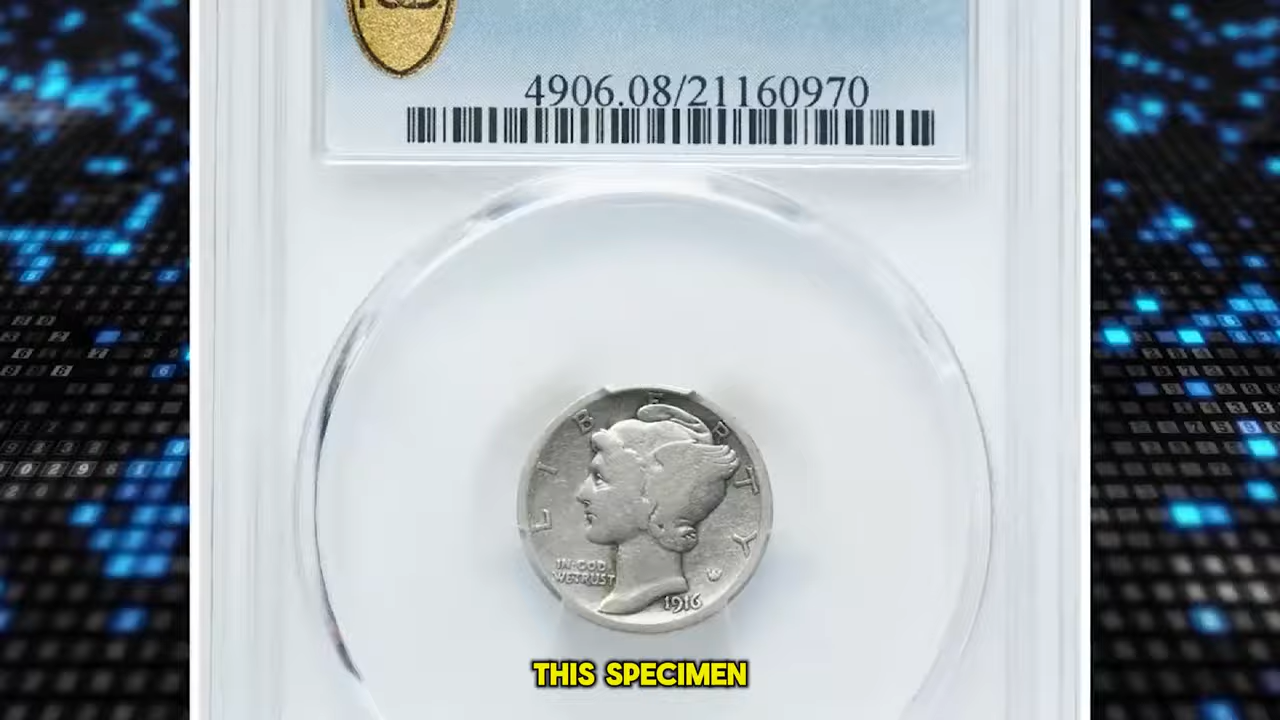 4906.08/21160970
LIBERTY
IN GOD
WE TRUST
1916
THIS SPECIMEN